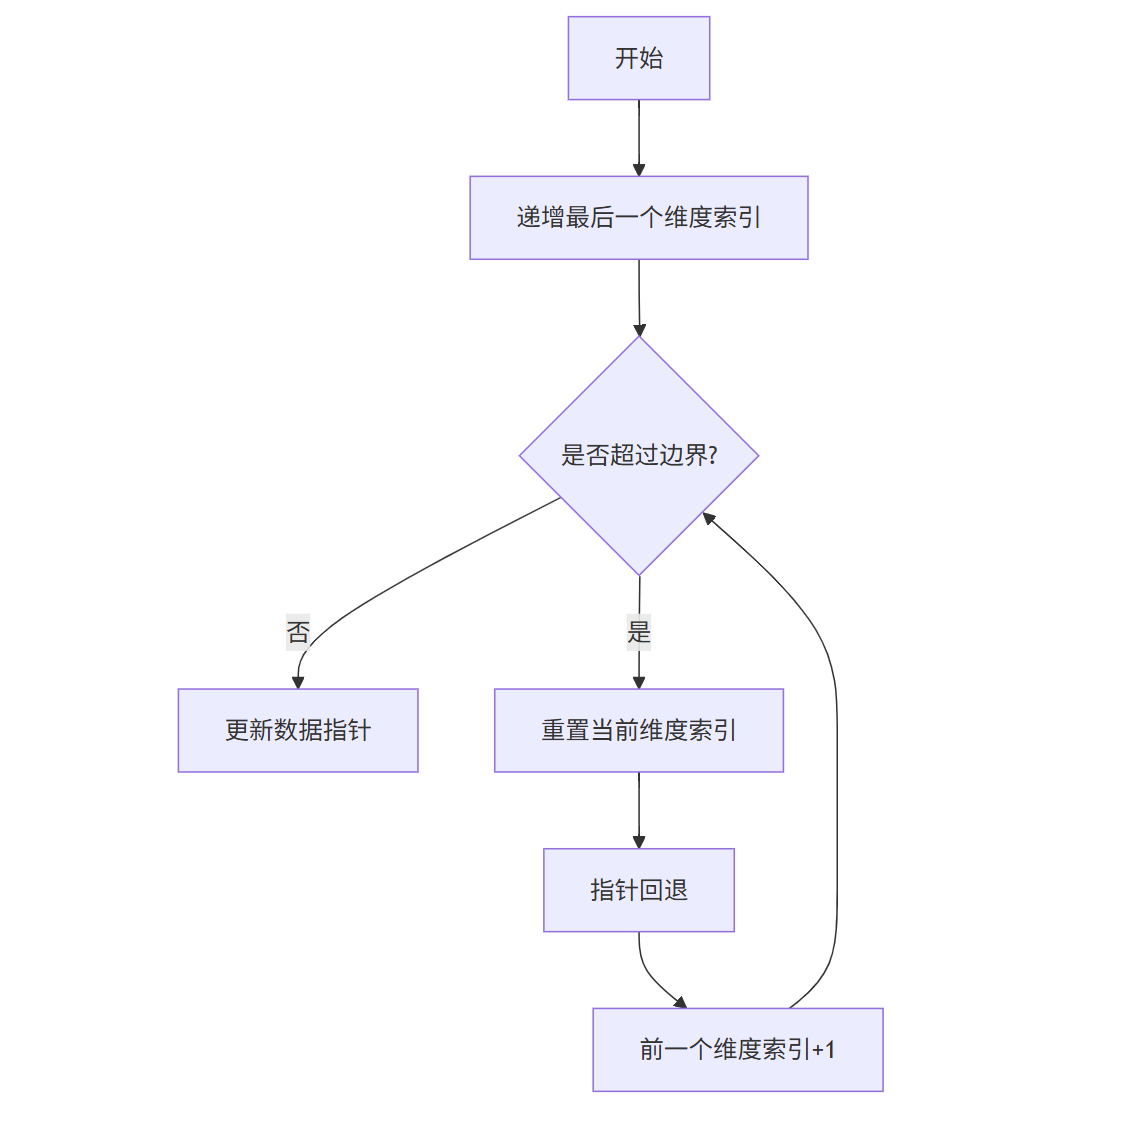 开始
递增最后一个维度索引
是否超过边界?
否
是
更新数据指针
重置当前维度索引
指针回退
前一个维度索引+1